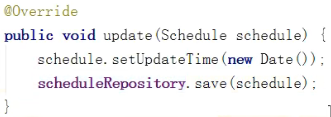 @Override
public void update(Schedule schedule) {
    schedule.setUpdateTime(new Date());
    scheduleRepository.save(schedule);
}